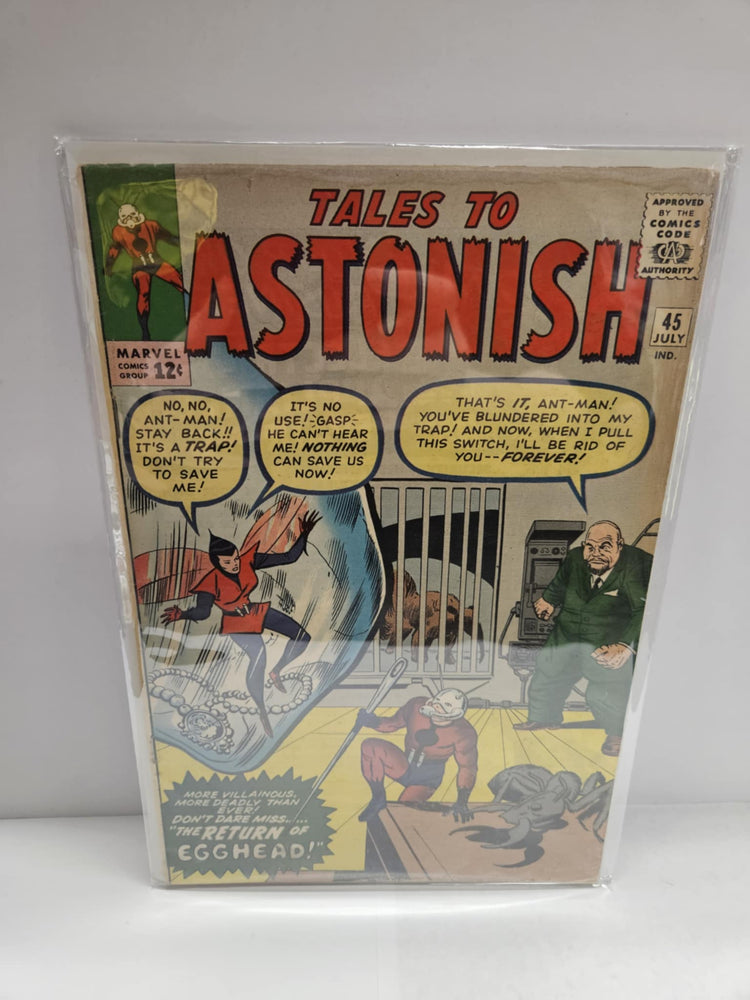 TALES TO
ASTONISH
APPROVED
BY THE
COMICS
CODE
CA
AUTHORITY
45
JULY
IND.
MARVEL
COMICS
GROUP 12¢
NO, NO,
ANT-MAN!
STAY BACK!!
IT'S A TRAP!
DON'T TRY
TO SAVE
ME!
IT'S NO
USE! -GASP-
HE CAN'T HEAR
ME! NOTHING
CAN SAVE US
NOW!
THAT'S IT, ANT-MAN!
YOU'VE BLUNDERED INTO MY
TRAP! AND NOW, WHEN I PULL
THIS SWITCH, I'LL BE RID OF
YOU--FOREVER!
MORE VILLAINOUS,
MORE DEADLY THAN
EVER!
DON'T DARE MISS.....
"THE RETURN OF
EGGHEAD!"